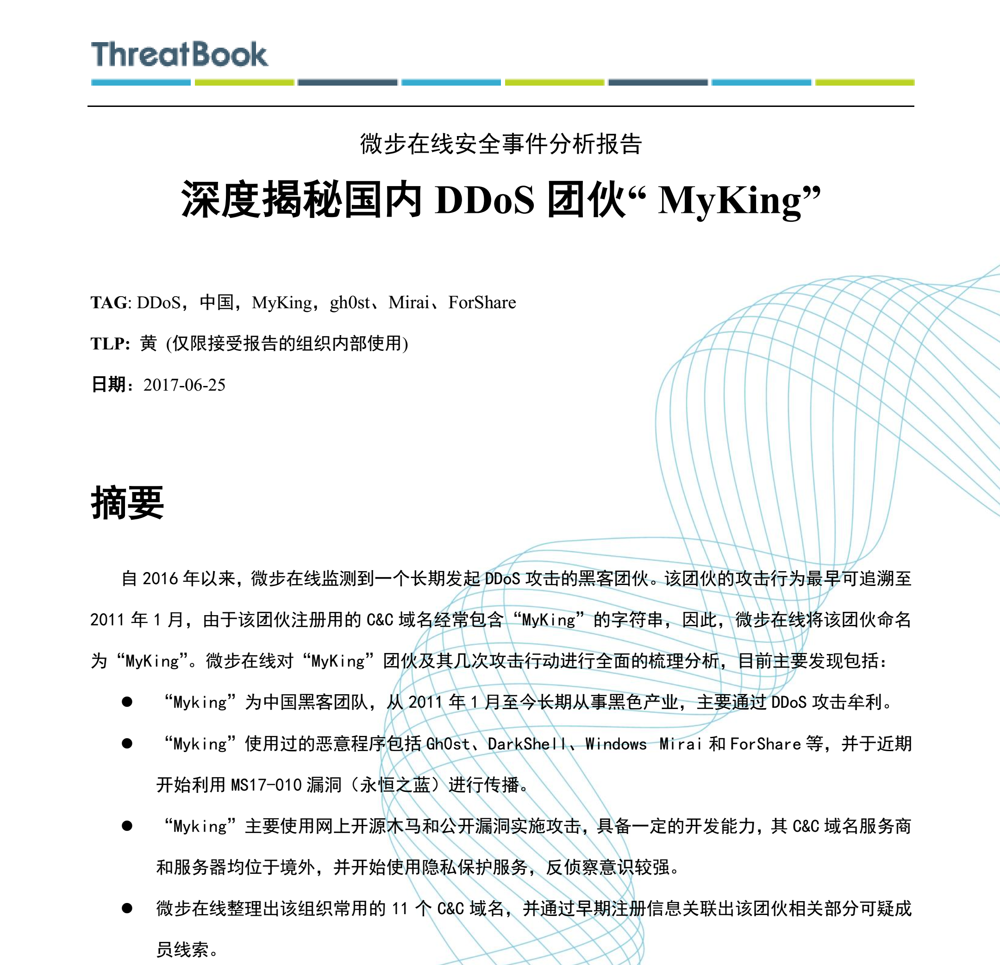 ThreatBook
微步在线安全事件分析报告
深度揭秘国内 DDoS 团伙“ MyKing”
TAG: DDoS，中国，MyKing，gh0st、Mirai、ForShare
TLP: 黄 (仅限接受报告的组织内部使用)
日期：2017-06-25
摘要
自 2016 年以来，微步在线监测到一个长期发起 DDoS 攻击的黑客团伙。该团伙的攻击行为最早可追溯至
2011 年 1 月，由于该团伙注册用的 C&C 域名经常包含“MyKing”的字符串，因此，微步在线将该团伙命名
为“MyKing”。微步在线对“MyKing”团伙及其几次攻击行动进行全面的梳理分析，目前主要发现包括：
● “Myking”为中国黑客团队，从 2011 年 1 月至今长期从事黑色产业，主要通过 DDoS 攻击牟利。
● “Myking”使用过的恶意程序包括 Gh0st、DarkShell、Windows Mirai 和 ForShare 等，并于近期
开始利用 MS17-010 漏洞（永恒之蓝）进行传播。
● “Myking”主要使用网上开源木马和公开漏洞实施攻击，具备一定的开发能力，其 C&C 域名服务商
和服务器均位于境外，并开始使用隐私保护服务，反侦察意识较强。
● 微步在线整理出该组织常用的 11 个 C&C 域名，并通过早期注册信息关联出该团伙相关部分可疑成
员线索。